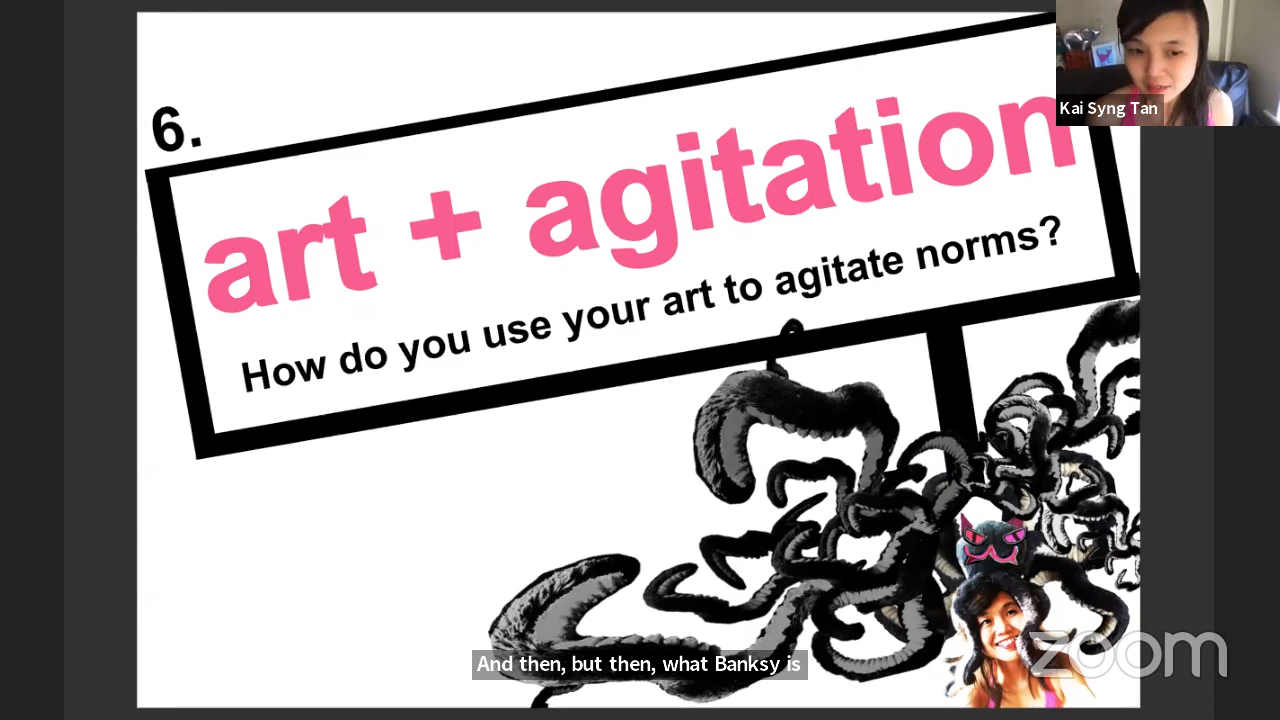 6.
art + agitation
How do you use your art to agitate norms?
Kai Syng Tan
And then, but then, what Banksy is
zoom